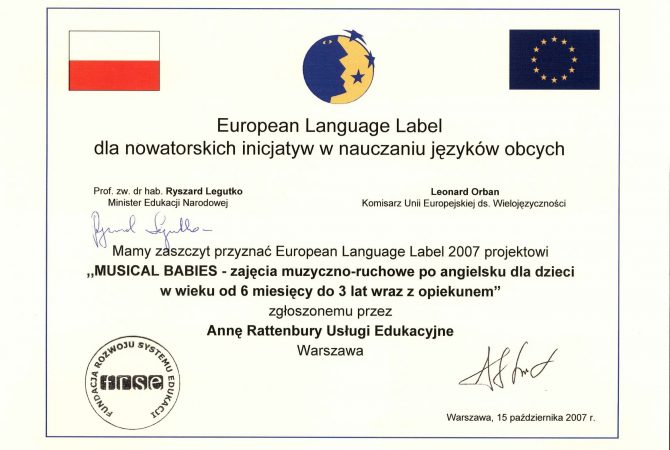 European Language Label
dla nowatorskich inicjatyw w nauczaniu języków obcych
Prof. zw. dr hab. Ryszard Legutko
Minister Edukacji Narodowej
Leonard Orban
Komisarz Unii Europejskiej ds. Wielojęzyczności
Mamy zaszczyt przyznać European Language Label 2007 projektowi
,,MUSICAL BABIES - zajęcia muzyczno-ruchowe po angielsku dla dzieci
w wieku od 6 miesięcy do 3 lat wraz z opiekunem”
zgłoszonemu przez
Annę Rattenbury Usługi Edukacyjne
Warszawa
FUNDACJA ROZWOJU SYSTEMU EDUKACJI
frse
Warszawa, 15 października 2007 r.